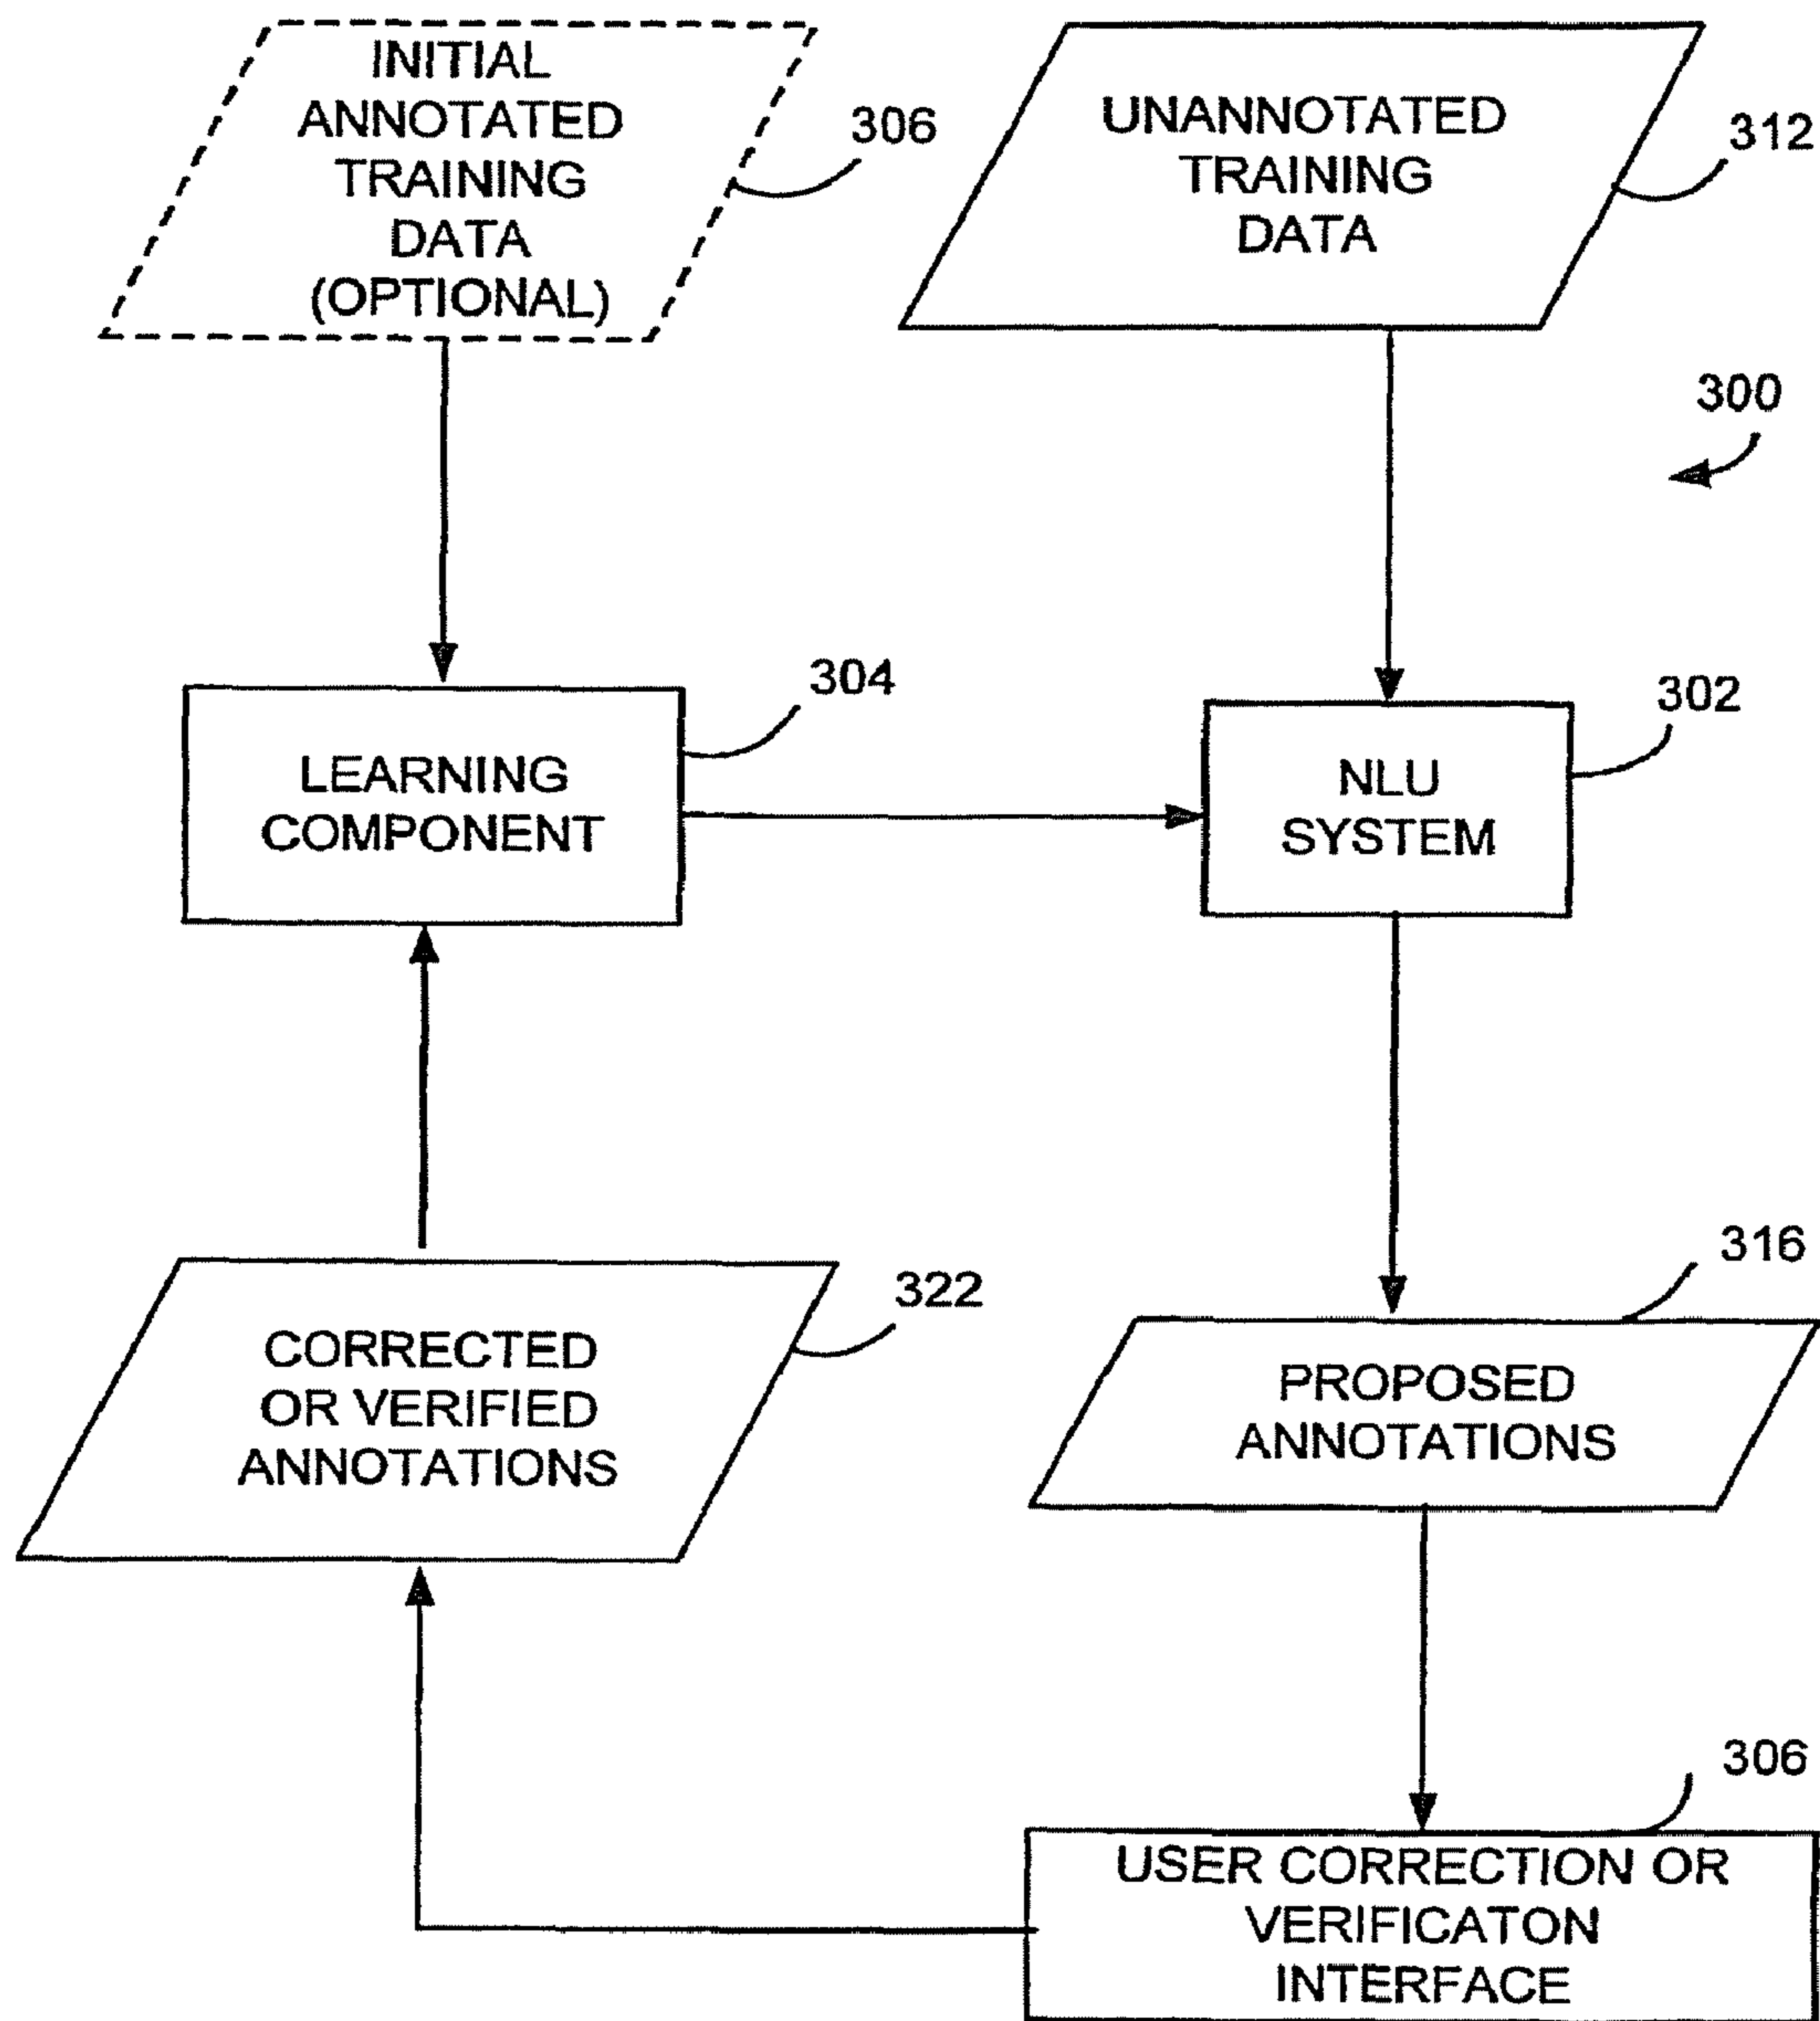 INITIAL
ANNOTATED
TRAINING
DATA
(OPTIONAL)
306
UNANNOTATED
TRAINING
DATA
312
300
LEARNING
COMPONENT
304
NLU
SYSTEM
302
CORRECTED
OR VERIFIED
ANNOTATIONS
322
PROPOSED
ANNOTATIONS
316
USER CORRECTION OR
VERIFICATON
INTERFACE
306